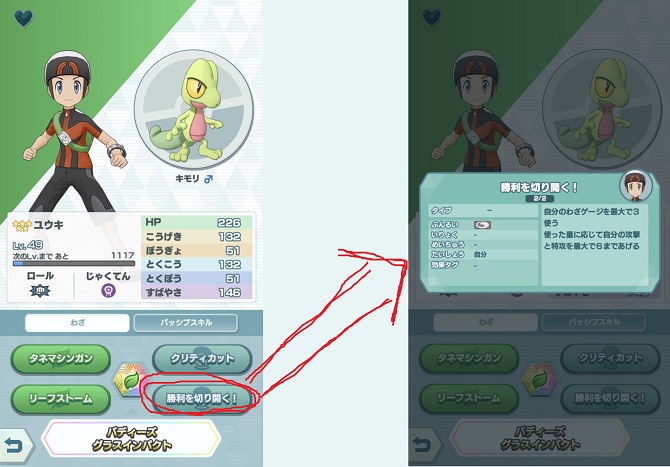 キモリ ♂
ユウキ
Lv.49
次のLv.まで あと 1117
ロール じゃくてん
HP 226
こうげき 132
ぼうぎょ 51
とくこう 132
とくぼう 51
すばやさ 146
わざ パッシブスキル
タネマシンガン クリティカット
リーフストーム 勝利を切り開く!
バディーズ
グラスインパクト
キモリ ♂
勝利を切り開く!
2/2
タイプ -
ぶんるい
いりょく -
めいちゅう -
たいしょう 自分
効果タグ -
自分のわざゲージを最大で3
使う
使った量に応じて自分の攻撃
と特攻を最大で6まであげる
すばやさ 146
わざ パッシブスキル
タネマシンガン クリティカット
リーフストーム 勝利を切り開く!
バディーズ
グラスインパクト